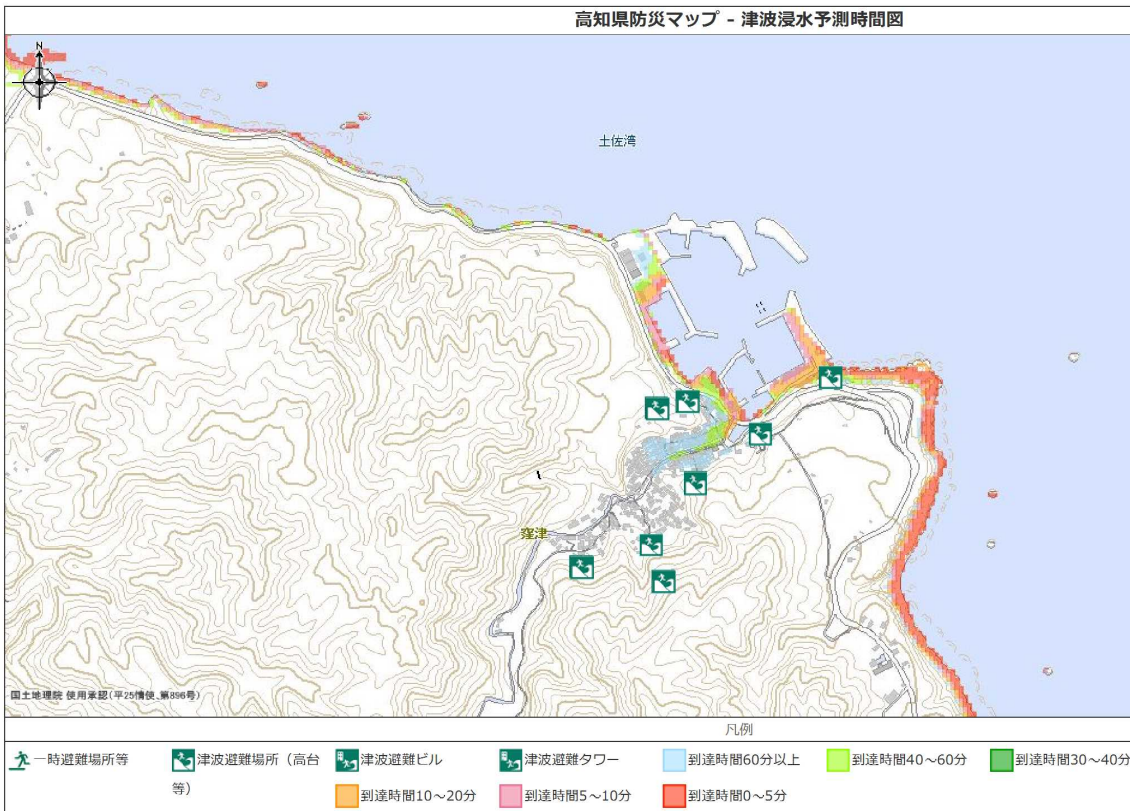 高知県防災マップ - 津波浸水予測時間図
N
土佐湾
窪津
国土地理院 使用承認(平25情使、第896号)
凡例
一時避難場所等
津波避難場所（高台等）
津波避難ビル
津波避難タワー
到達時間60分以上
到達時間40～60分
到達時間30～40分
到達時間10～20分
到達時間5～10分
到達時間0～5分